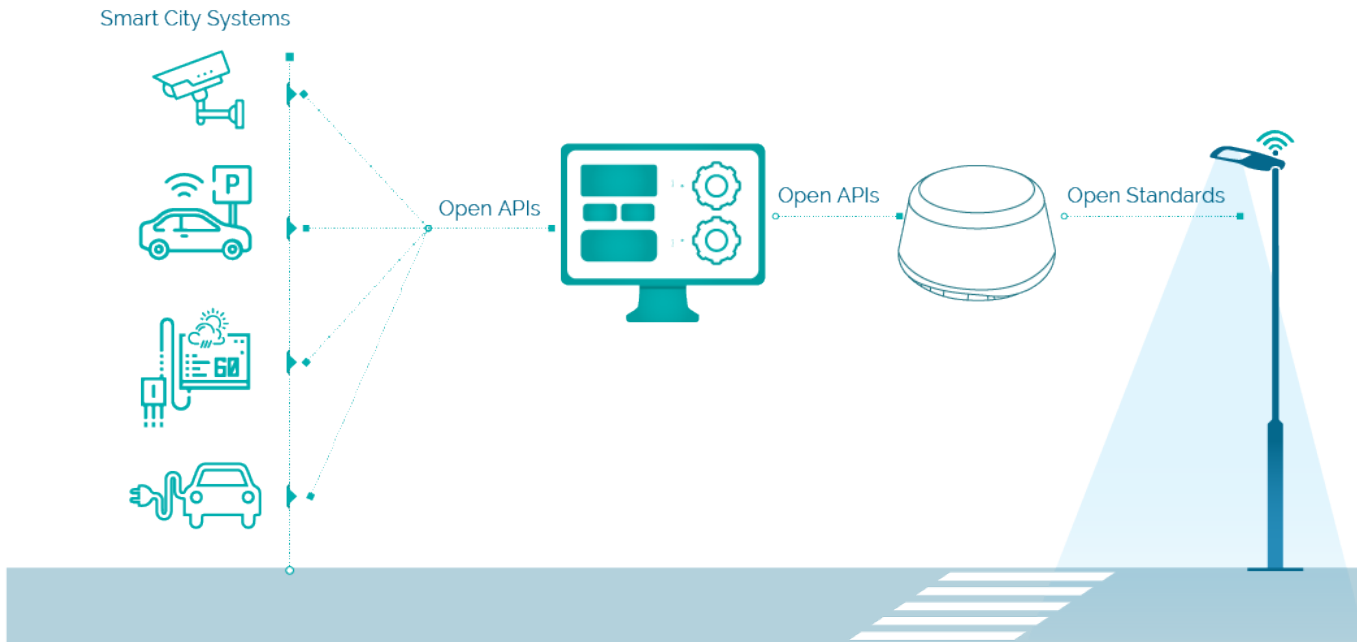 Smart City Systems
P
Open APIs
Open APIs
Open Standards
60